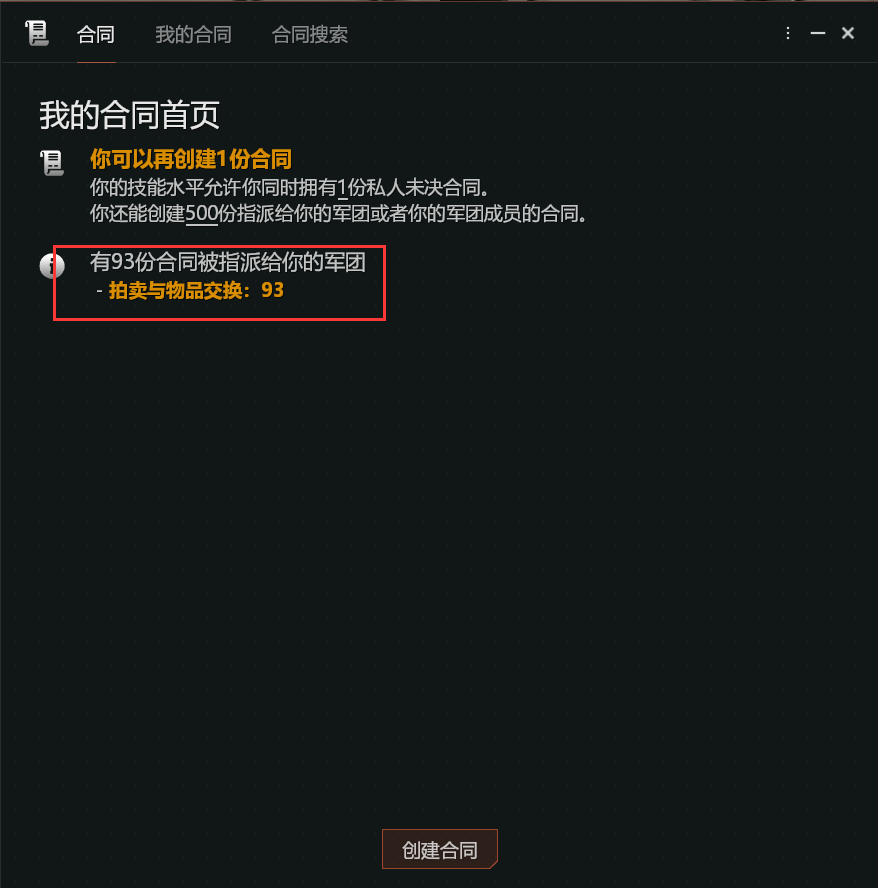 合同 我的合同 合同搜索
我的合同首页
你可以再创建1份合同
你的技能水平允许你同时拥有1份私人未决合同。
你还能创建500份指派给你的军团或者你的军团成员的合同。
有93份合同被指派给你的军团
- 拍卖与物品交换：93
创建合同